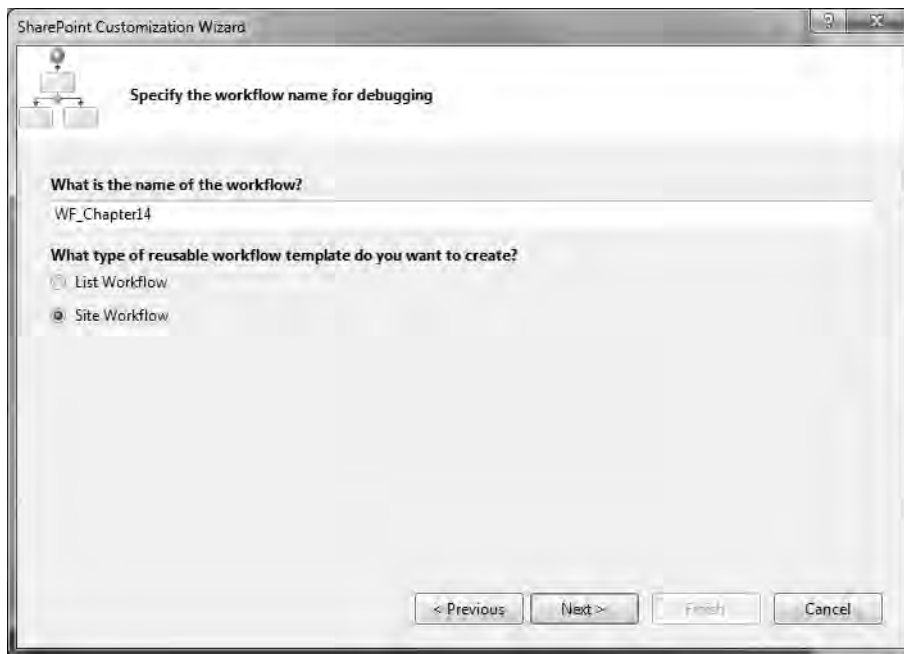 SharePoint Customization Wizard
Specify the workflow name for debugging
What is the name of the workflow?
WF_Chapter14
What type of reusable workflow template do you want to create?
List Workflow
Site Workflow
< Previous
Next >
Finish
Cancel